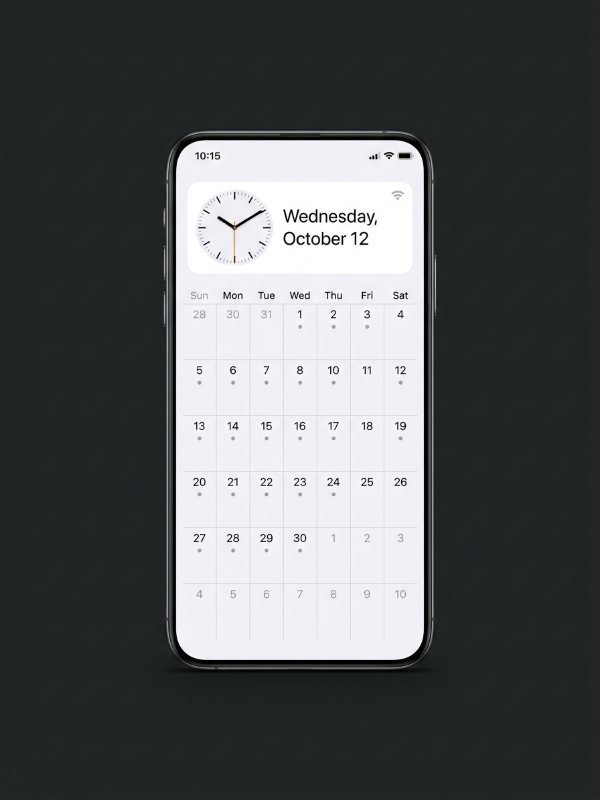 10:15
Wednesday,
October 12
Sun Mon Tue Wed Thu Fri Sat
28 30 31 1 2 3 4
5 6 7 8 10 11 12
13 14 15 16 17 18 19
20 21 22 23 24 25 26
27 28 29 30 1 2 3
4 5 6 7 8 9 10